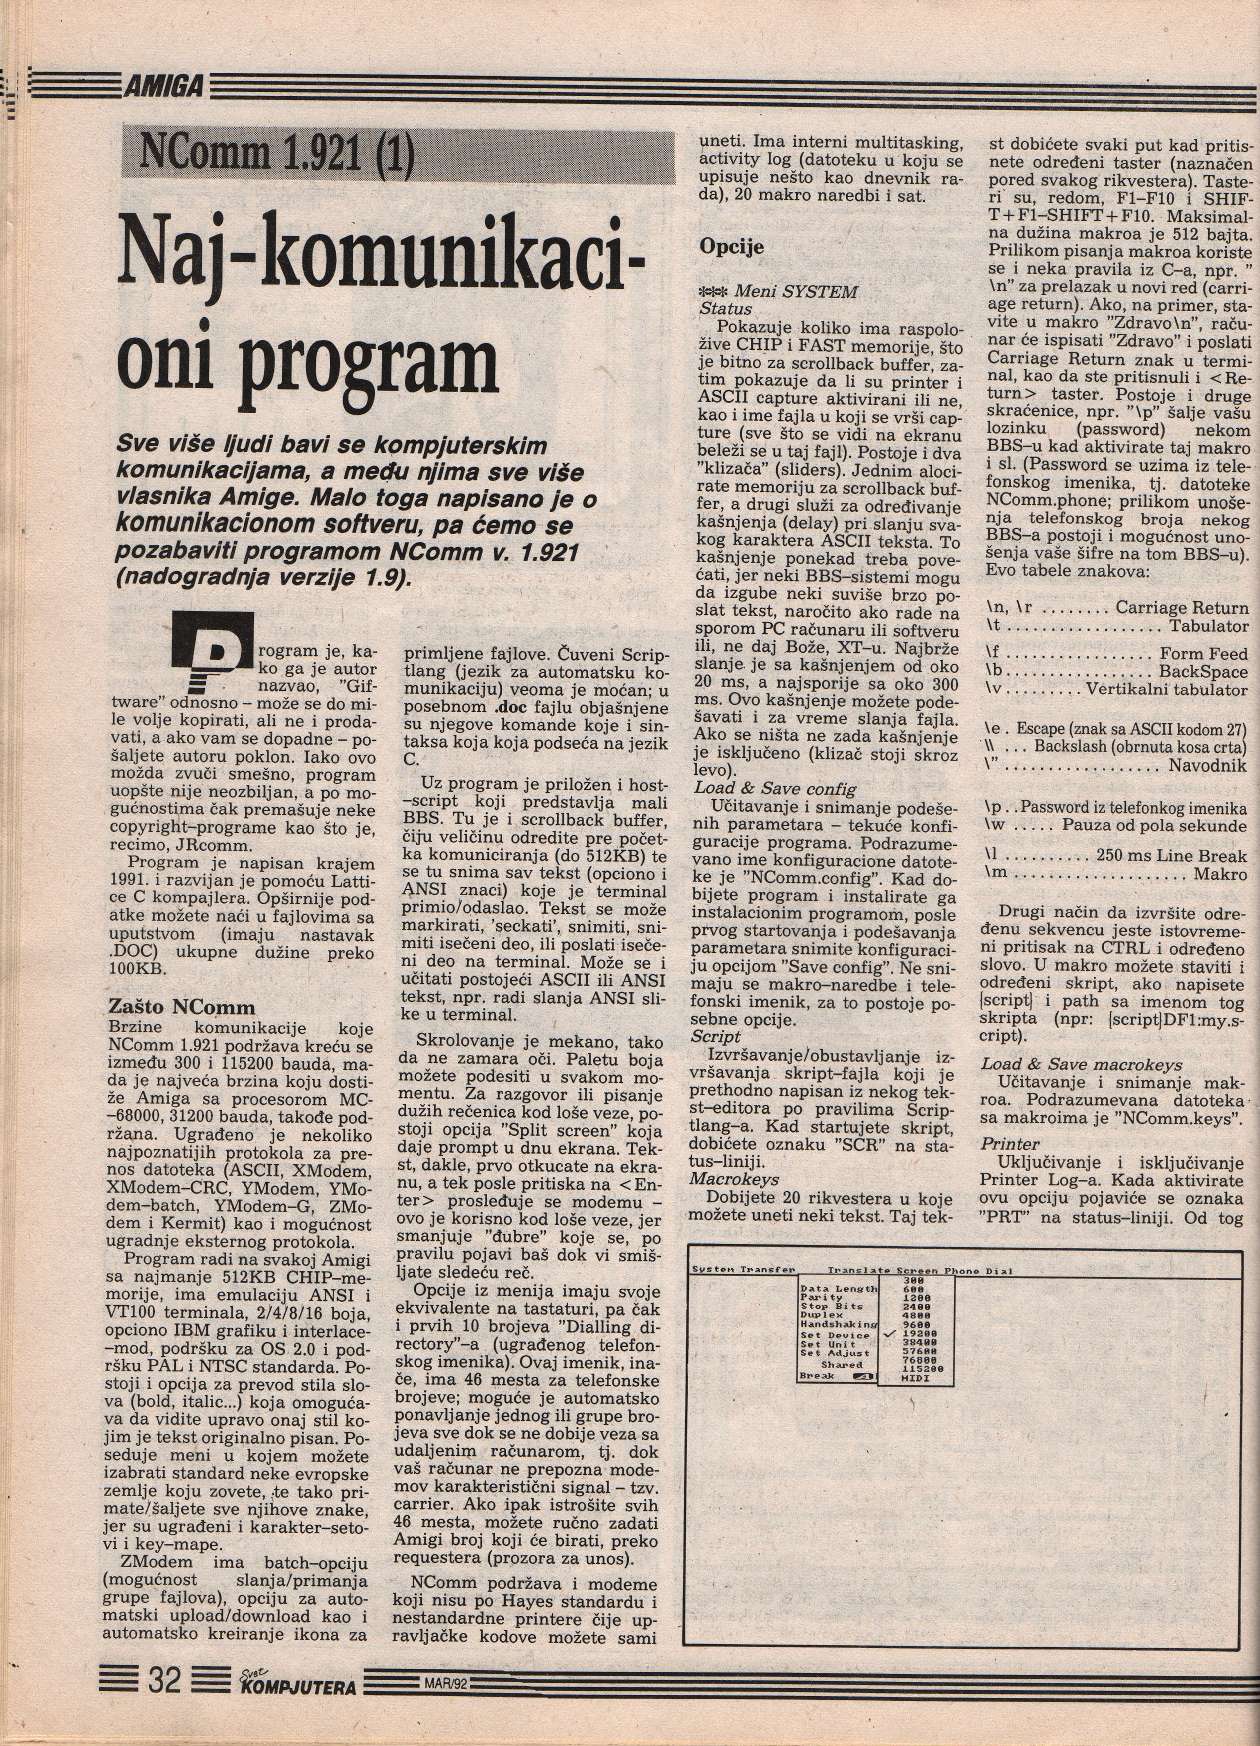 AMIGA
NComm 1.921 (1)
Naj-komunikaci-
oni program
Sve više ljudi bavi se kompjuterskim
komunikacijama, a među njima sve više
vlasnika Amige. Malo toga napisano je o
komunikacionom softveru, pa ćemo se
pozabaviti programom NComm v. 1.921
(nadogradnja verzije 1.9).
Program je, ka-
ko ga je autor
nazvao, "Gif-
tware" odnosno – može se do mi-
le volje kopirati, ali ne i proda-
vati, a ako vam se dopadne – po-
šaljete autoru poklon. Iako ovo
možda zvuči smešno, program
uopšte nije neozbiljan, a po mo-
gućnostima čak premašuje neke
copyright–programe kao što je,
recimo, JRcomm.
Program je napisan krajem
1991. i razvijan je pomoću Latti-
ce C kompajlera. Opširnije pod-
atke možete naći u fajlovima sa
uputstvom (imaju nastavak
.DOC) ukupne dužine preko
100KB.
Zašto NComm
Brzine komunikacije koje
NComm 1.921 podržava kreću se
između 300 i 115200 bauda, ma-
da je najveća brzina koju dosti-
že Amiga sa procesorom MC-
–68000, 31200 bauda, takođe pod-
ržana. Ugrađeno je nekoliko
najpoznatijih protokola za pre-
nos datoteka (ASCII, XModem,
XModem–CRC, YModem, YMo-
dem–batch, YModem–G, ZMo-
dem i Kermit) kao i mogućnost
ugradnje eksternog protokola.
Program radi na svakoj Amigi
sa najmanje 512KB CHIP–me-
morije, ima emulaciju ANSI i
VT100 terminala, 2/4/8/16 boja,
opciono IBM grafiku i interlace-
–mod, podršku za OS 2.0 i pod-
ršku PAL i NTSC standarda. Po-
stoji i opcija za prevod stila slo-
va (bold, italic...) koja omoguća-
va da vidite upravo onaj stil ko-
jim je tekst originalno pisan. Po-
seduje meni u kojem možete
izabrati standard neke evropske
zemlje koju zovete, te tako pri-
mate/šaljete sve njihove znake,
jer su ugrađeni i karakter–seto-
vi i key–mape.
ZModem ima batch–opciju
(mogućnost slanja/primanja
grupe fajlova), opciju za auto-
matski upload/download kao i
automatsko kreiranje ikona za
primljene fajlove. Čuveni Scrip-
tlang (jezik za automatsku ko-
munikaciju) veoma je moćan; u
posebnom .doc fajlu objašnjene
su njegove komande koje i sin-
taksa koja koja podseća na jezik
C.
Uz program je priložen i host-
–script koji predstavlja mali
BBS. Tu je i scrollback buffer,
čiju veličinu odredite pre počet-
ka komuniciranja (do 512KB) te
se tu snima sav tekst (opciono i
ANSI znaci) koje je terminal
primio/odaslao. Tekst se može
markirati, 'seckati', snimiti, sni-
miti isečeni deo, ili poslati iseče-
ni deo na terminal. Može se i
učitati postojeći ASCII ili ANSI
tekst, npr. radi slanja ANSI sli-
ke u terminal.
Skrolovanje je mekano, tako
da ne zamara oči. Paletu boja
možete podesiti u svakom mo-
mentu. Za razgovor ili pisanje
dužih rečenica kod loše veze, po-
stoji opcija "Split screen" koja
daje prompt u dnu ekrana. Tek-
st, dakle, prvo otkucate na ekra-
nu, a tek posle pritiska na <En-
ter> prosleđuje se modemu –
ovo je korisno kod loše veze, jer
smanjuje "đubre" koje se, po
pravilu pojavi baš dok vi smiš-
ljate sledeću reč.
Opcije iz menija imaju svoje
ekvivalente na tastaturi, pa čak
i prvih 10 brojeva "Dialling di-
rectory"–a (ugrađenog telefon-
skog imenika). Ovaj imenik, ina-
če, ima 46 mesta za telefonske
brojeve; moguće je automatsko
ponavljanje jednog ili grupe bro-
jeva sve dok se ne dobije veza sa
udaljenim računarom, tj. dok
vaš računar ne prepozna mode-
mov karakteristični signal – tzv.
carrier. Ako ipak istrošite svih
46 mesta, možete ručno zadati
Amigi broj koji će birati, preko
requestera (prozora za unos).
NComm podržava i modeme
koji nisu po Hayes standardu i
nestandardne printere čije up-
ravljačke kodove možete sami
uneti. Ima interni multitasking,
activity log (datoteku u koju se
upisuje nešto kao dnevnik ra-
da), 20 makro naredbi i sat.
Opcije
*** Meni SYSTEM
Status
Pokazuje koliko ima raspolo-
žive CHIP i FAST memorije, što
je bitno za scrollback buffer, za-
tim pokazuje da li su printer i
ASCII capture aktivirani ili ne,
kao i ime fajla u koji se vrši cap-
ture (sve što se vidi na ekranu
beleži se u taj fajl). Postoje i dva
"klizača" (sliders). Jednim aloci-
rate memoriju za scrollback buf-
fer, a drugi služi za određivanje
kašnjenja (delay) pri slanju sva-
kog karaktera ASCII teksta. To
kašnjenje ponekad treba pove-
ćati, jer neki BBS–sistemi mogu
da izgube neki suviše brzo po-
slat tekst, naročito ako rade na
sporom PC računaru ili softveru
ili, ne daj Bože, XT–u. Najbrže
slanje je sa kašnjenjem od oko
20 ms, a najsporije sa oko 300
ms. Ovo kašnjenje možete pode-
šavati i za vreme slanja fajla.
Ako se ništa ne zada kašnjenje
je isključeno (klizač stoji skroz
levo).
Load & Save config
Učitavanje i snimanje podeše-
nih parametara – tekuće konfi-
guracije programa. Podrazume-
vano ime konfiguracione datote-
ke je "NComm.config". Kad do-
bijete program i instalirate ga
instalacionim programom, posle
prvog startovanja i podešavanja
parametara snimite konfiguraci-
ju opcijom "Save config". Ne sni-
maju se makro–naredbe i tele-
fonski imenik, za to postoje po-
sebne opcije.
Script
Izvršavanje/obustavljanje iz-
vršavanja skript–fajla koji je
prethodno napisan iz nekog tek-
st–editora po pravilima Scrip-
tlang–a. Kad startujete skript,
dobićete oznaku "SCR" na sta-
tus–liniji.
Macrokeys
Dobijete 20 rikvestera u koje
možete uneti neki tekst. Taj tek-
st dobićete svaki put kad pritis-
nete određeni taster (naznačen
pored svakog rikvestera). Taste-
ri su, redom, F1–F10 i SHIF-
T+F1–SHIFT+F10. Maksimal-
na dužina makroa je 512 bajta.
Prilikom pisanja makroa koriste
se i neka pravila iz C–a, npr. "
\n" za prelazak u novi red (carri-
age return). Ako, na primer, sta-
vite u makro "Zdravo\n", raču-
nar će ispisati "Zdravo" i poslati
Carriage Return znak u termi-
nal, kao da ste pritisnuli i <Re-
turn> taster. Postoje i druge
skraćenice, npr. "\p" šalje vašu
lozinku (password) nekom
BBS–u kad aktivirate taj makro
i sl. (Password se uzima iz tele-
fonskog imenika, tj. datoteke
NComm.phone; prilikom unoše-
nja telefonskog broja nekog
BBS–a postoji i mogućnost uno-
šenja vaše šifre na tom BBS–u).
Evo tabele znakova:
\n, \r ........ Carriage Return
\t .................. Tabulator
\f ................. Form Feed
\b ................. BackSpace
\v ......... Vertikalni tabulator
\e . Escape (znak sa ASCII kodom 27)
\\ ... Backslash (obrnuta kosa crta)
\" .................. Navodnik
\p . .Password iz telefonkog imenika
\w ..... Pauza od pola sekunde
\l .......... 250 ms Line Break
\m .................... Makro
Drugi način da izvršite odre-
đenu sekvencu jeste istovreme-
ni pritisak na CTRL i određeno
slovo. U makro možete staviti i
određeni skript, ako napisete
{script} i path sa imenom tog
skripta (npr: {script}DF1:my.s-
cript).
Load & Save macrokeys
Učitavanje i snimanje mak-
roa. Podrazumevana datoteka
sa makroima je "NComm.keys".
Printer
Uključivanje i isključivanje
Printer Log–a. Kada aktivirate
ovu opciju pojaviće se oznaka
"PRT" na status–liniji. Od tog
System Transfer Translate Screen Phone Dial
Data Length
Parity
Stop Bits
Duplex
Handshaking
Set Device
Set Unit
Set Adjust
Shared
Break
300
600
1200
2400
4800
9600
✓ 19200
38400
57600
76800
115200
MIDI
32 Svet KOMPJUTERA MAR/92